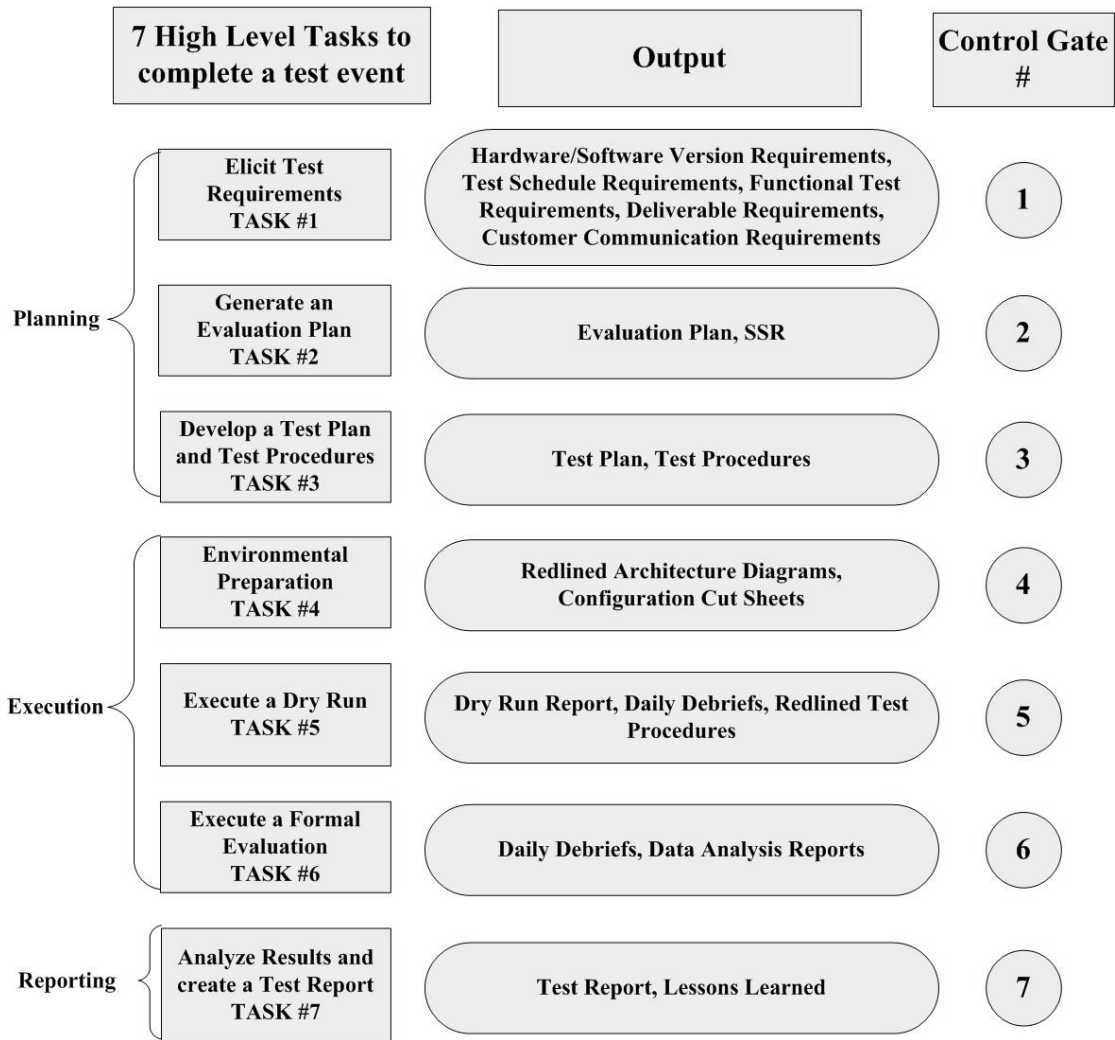 7 High Level Tasks to
complete a test event
Output
Control Gate
#
Planning
Elicit Test
Requirements
TASK #1
Hardware/Software Version Requirements,
Test Schedule Requirements, Functional Test
Requirements, Deliverable Requirements,
Customer Communication Requirements
1
Generate an
Evaluation Plan
TASK #2
Evaluation Plan, SSR
2
Develop a Test Plan
and Test Procedures
TASK #3
Test Plan, Test Procedures
3
Execution
Environmental
Preparation
TASK #4
Redlined Architecture Diagrams,
Configuration Cut Sheets
4
Execute a Dry Run
TASK #5
Dry Run Report, Daily Debriefs, Redlined Test
Procedures
5
Execute a Formal
Evaluation
TASK #6
Daily Debriefs, Data Analysis Reports
6
Reporting
Analyze Results and
create a Test Report
TASK #7
Test Report, Lessons Learned
7